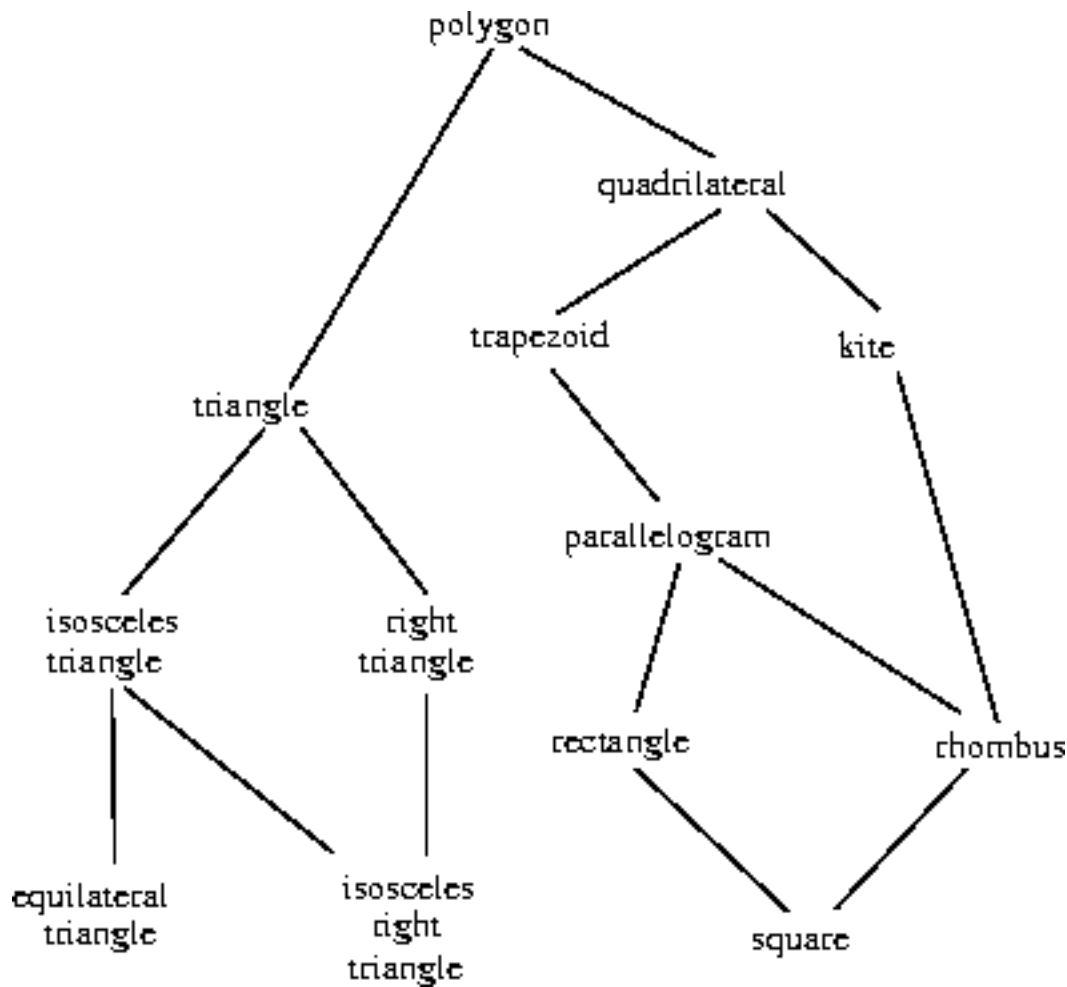 polygon
quadrilateral
trapezoid
kite
triangle
parallelogram
isosceles
triangle
right
triangle
rectangle
rhombus
equilateral
triangle
isosceles
right
triangle
square